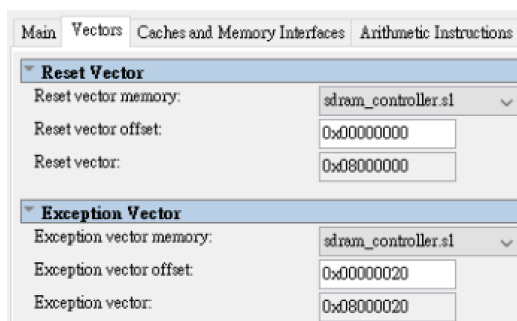 Main Vectors Caches and Memory Interfaces Arithmetic Instructions
Reset Vector
Reset vector memory: sdram_controller.s1
Reset vector offset: 0x00000000
Reset vector: 0x08000000
Exception Vector
Exception vector memory: sdram_controller.s1
Exception vector offset: 0x00000020
Exception vector: 0x08000020